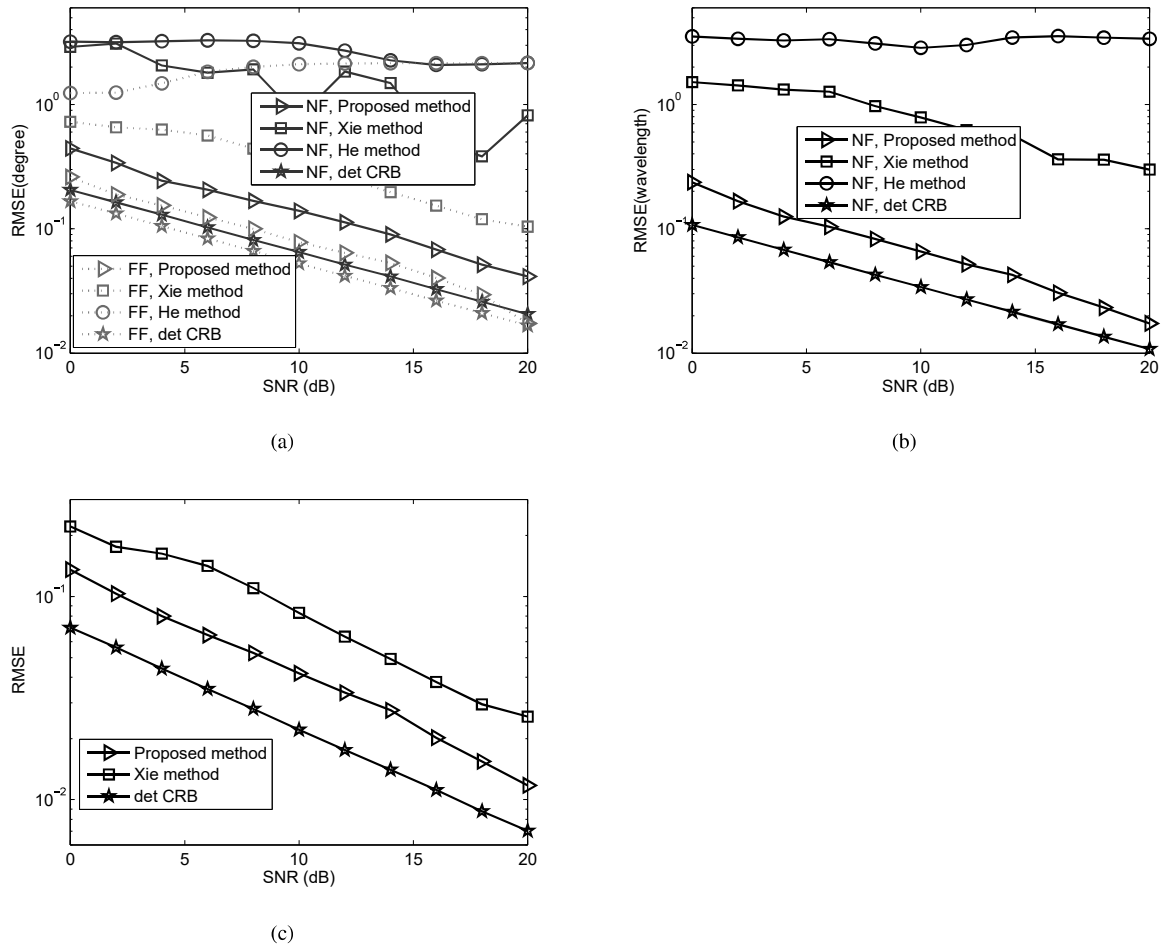 RMSE(degree)
10^0
10^-1
10^-2
NF, Proposed method
NF, Xie method
NF, He method
NF, det CRB
FF, Proposed method
FF, Xie method
FF, He method
FF, det CRB
0 5 10 15 20
SNR (dB)
(a)
RMSE(wavelength)
10^0
10^-1
10^-2
NF, Proposed method
NF, Xie method
NF, He method
NF, det CRB
0 5 10 15 20
SNR (dB)
(b)
RMSE
10^-1
10^-2
Proposed method
Xie method
det CRB
0 5 10 15 20
SNR (dB)
(c)